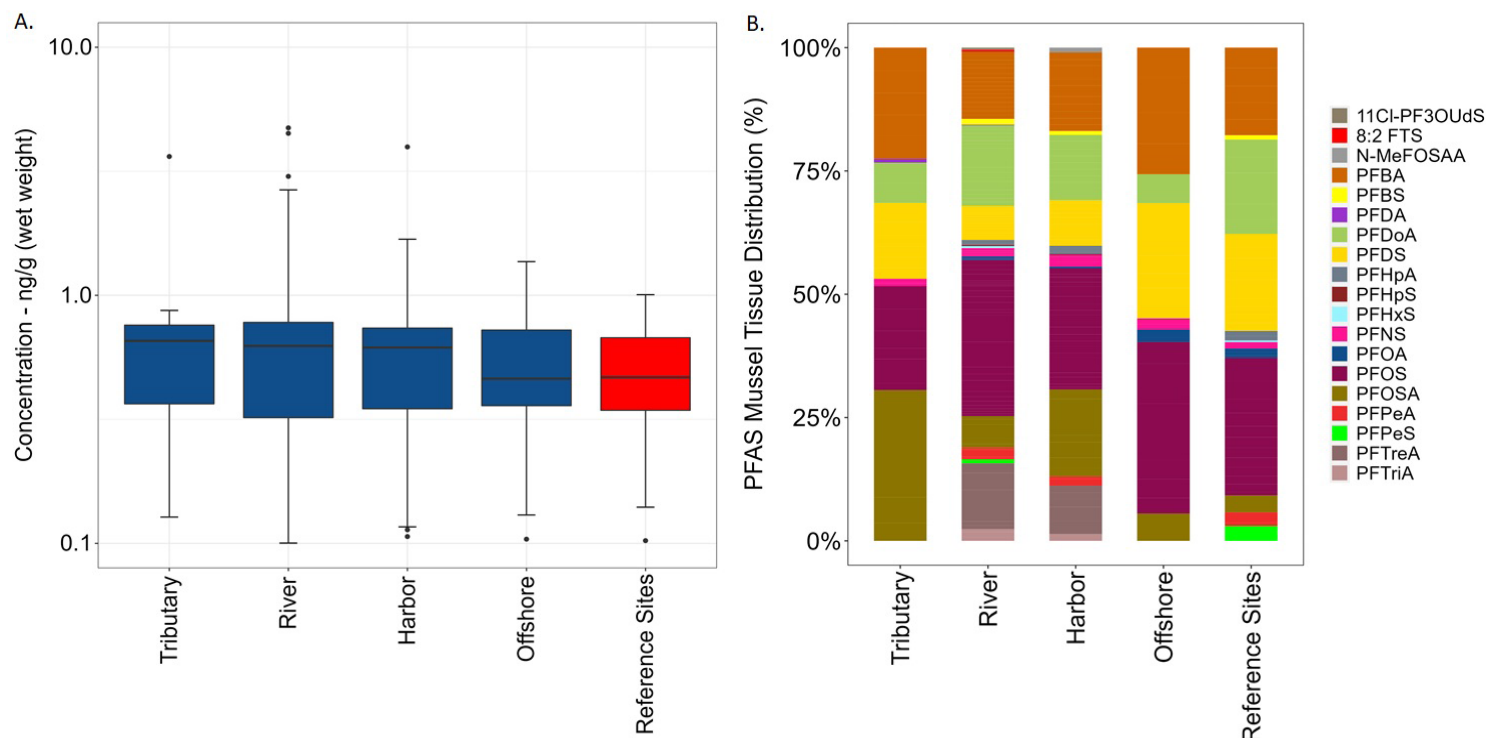 A.
Concentration - ng/g (wet weight)
10.0
1.0
0.1
Tributary
River
Harbor
Offshore
Reference Sites
B.
PFAS Mussel Tissue Distribution (%)
100%
75%
50%
25%
0%
Tributary
River
Harbor
Offshore
Reference Sites
11Cl-PF3OUdS
8:2 FTS
N-MeFOSAA
PFBA
PFBS
PFDA
PFDoA
PFDS
PFHpA
PFHpS
PFHxS
PFNS
PFOA
PFOS
PFOSA
PFPeA
PFPeS
PFTreA
PFTriA